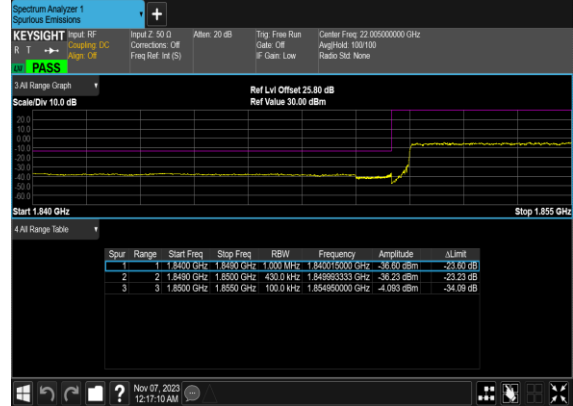 Spectrum Analyzer 1
Spurious Emissions
KEYSIGHT
R T
LU PASS
Input: RF
Coupling: DC
Align: Off
Input Z: 50 Ω
Corrections: Off
Freq Ref: Int (S)
Atten: 20 dB
Trig: Free Run
Gate: Off
IF Gain: Low
Center Freq: 22.005000000 GHz
Avg|Hold: 100/100
Radio Std: None
3 All Range Graph
Scale/Div 10.0 dB
Ref Lvl Offset 25.80 dB
Ref Value 30.00 dBm
20.0
10.0
0.00
-10.0
-20.0
-30.0
-40.0
-50.0
-60.0
Start 1.840 GHz
Stop 1.855 GHz
4 All Range Table
Spur Range Start Freq Stop Freq RBW Frequency Amplitude ΔLimit
1 1 1.8400 GHz 1.8490 GHz 1.000 MHz 1.840015000 GHz -36.60 dBm -23.60 dB
2 2 1.8490 GHz 1.8500 GHz 430.0 kHz 1.849993333 GHz -36.23 dBm -23.23 dB
3 3 1.8500 GHz 1.8550 GHz 100.0 kHz 1.854950000 GHz -4.093 dBm -34.09 dB
Nov 07, 2023
12:17:10 AM